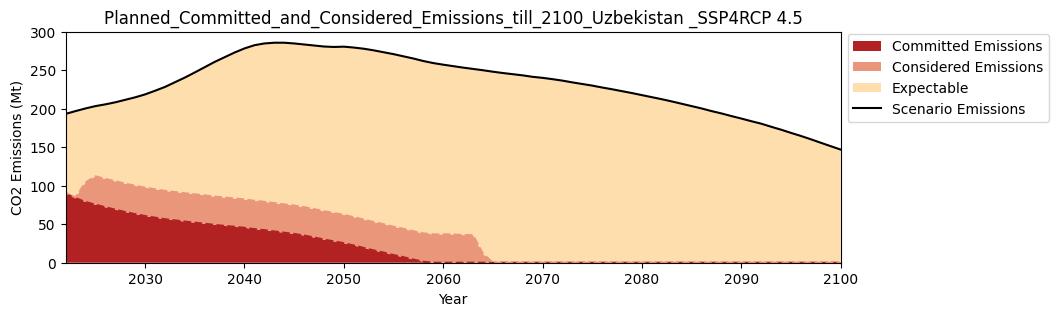 Planned_Committed_and_Considered_Emissions_till_2100_Uzbekistan _SSP4RCP 4.5
CO2 Emissions (Mt)
300
250
200
150
100
50
0
2030 2040 2050 2060 2070 2080 2090 2100
Year
Committed Emissions
Considered Emissions
Expectable
Scenario Emissions